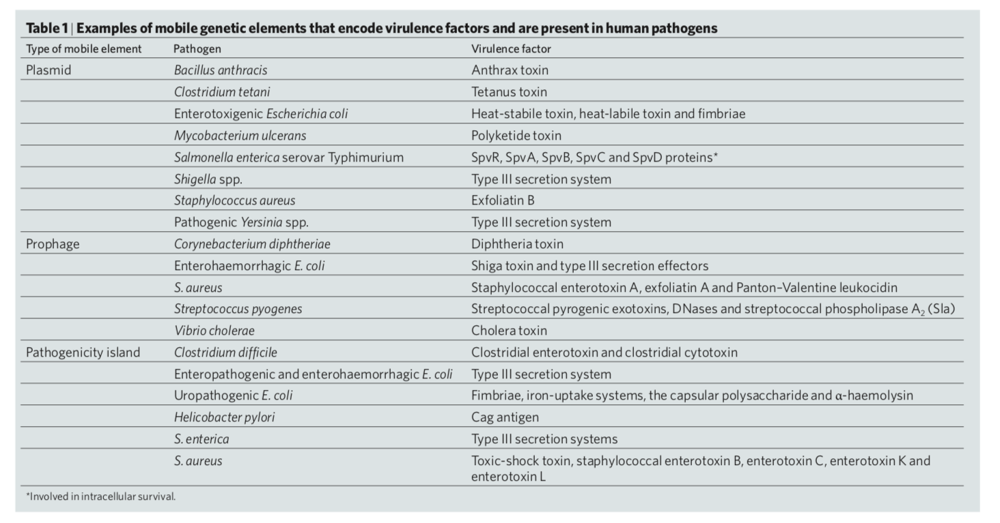 Table 1 | Examples of mobile genetic elements that encode virulence factors and are present in human pathogens
Type of mobile element Pathogen Virulence factor
Plasmid Bacillus anthracis Anthrax toxin
Clostridium tetani Tetanus toxin
Enterotoxigenic Escherichia coli Heat-stabile toxin, heat-labile toxin and fimbriae
Mycobacterium ulcerans Polyketide toxin
Salmonella enterica serovar Typhimurium SpvR, SpvA, SpvB, SpvC and SpvD proteins*
Shigella spp. Type III secretion system
Staphylococcus aureus Exfoliatin B
Pathogenic Yersinia spp. Type III secretion system
Prophage Corynebacterium diphtheriae Diphtheria toxin
Enterohaemorrhagic E. coli Shiga toxin and type III secretion effectors
S. aureus Staphylococcal enterotoxin A, exfoliatin A and Panton–Valentine leukocidin
Streptococcus pyogenes Streptococcal pyrogenic exotoxins, DNases and streptococcal phospholipase A₂ (Sla)
Vibrio cholerae Cholera toxin
Pathogenicity island Clostridium difficile Clostridial enterotoxin and clostridial cytotoxin
Enteropathogenic and enterohaemorrhagic E. coli Type III secretion system
Uropathogenic E. coli Fimbriae, iron-uptake systems, the capsular polysaccharide and α-haemolysin
Helicobacter pylori Cag antigen
S. enterica Type III secretion systems
S. aureus Toxic-shock toxin, staphylococcal enterotoxin B, enterotoxin C, enterotoxin K and
enterotoxin L
*Involved in intracellular survival.